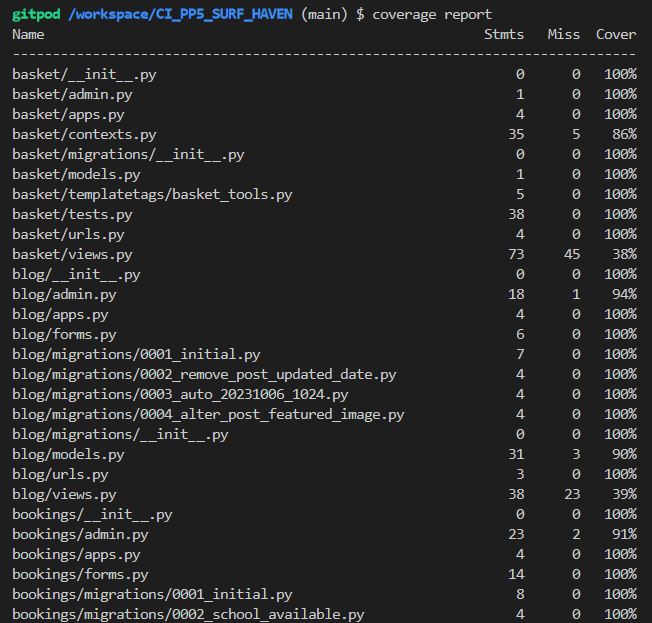 gitpod /workspace/CI_PP5_SURF_HAVEN (main) $ coverage report
Name Stmts Miss Cover
-----------------------------------------------------------------------------
basket/__init__.py 0 0 100%
basket/admin.py 1 0 100%
basket/apps.py 4 0 100%
basket/contexts.py 35 5 86%
basket/migrations/__init__.py 0 0 100%
basket/models.py 1 0 100%
basket/templatetags/basket_tools.py 5 0 100%
basket/tests.py 38 0 100%
basket/urls.py 4 0 100%
basket/views.py 73 45 38%
blog/__init__.py 0 0 100%
blog/admin.py 18 1 94%
blog/apps.py 4 0 100%
blog/forms.py 6 0 100%
blog/migrations/0001_initial.py 7 0 100%
blog/migrations/0002_remove_post_updated_date.py 4 0 100%
blog/migrations/0003_auto_20231006_1024.py 4 0 100%
blog/migrations/0004_alter_post_featured_image.py 4 0 100%
blog/migrations/__init__.py 0 0 100%
blog/models.py 31 3 90%
blog/urls.py 3 0 100%
blog/views.py 38 23 39%
bookings/__init__.py 0 0 100%
bookings/admin.py 23 2 91%
bookings/apps.py 4 0 100%
bookings/forms.py 14 0 100%
bookings/migrations/0001_initial.py 8 0 100%
bookings/migrations/0002_school_available.py 4 0 100%